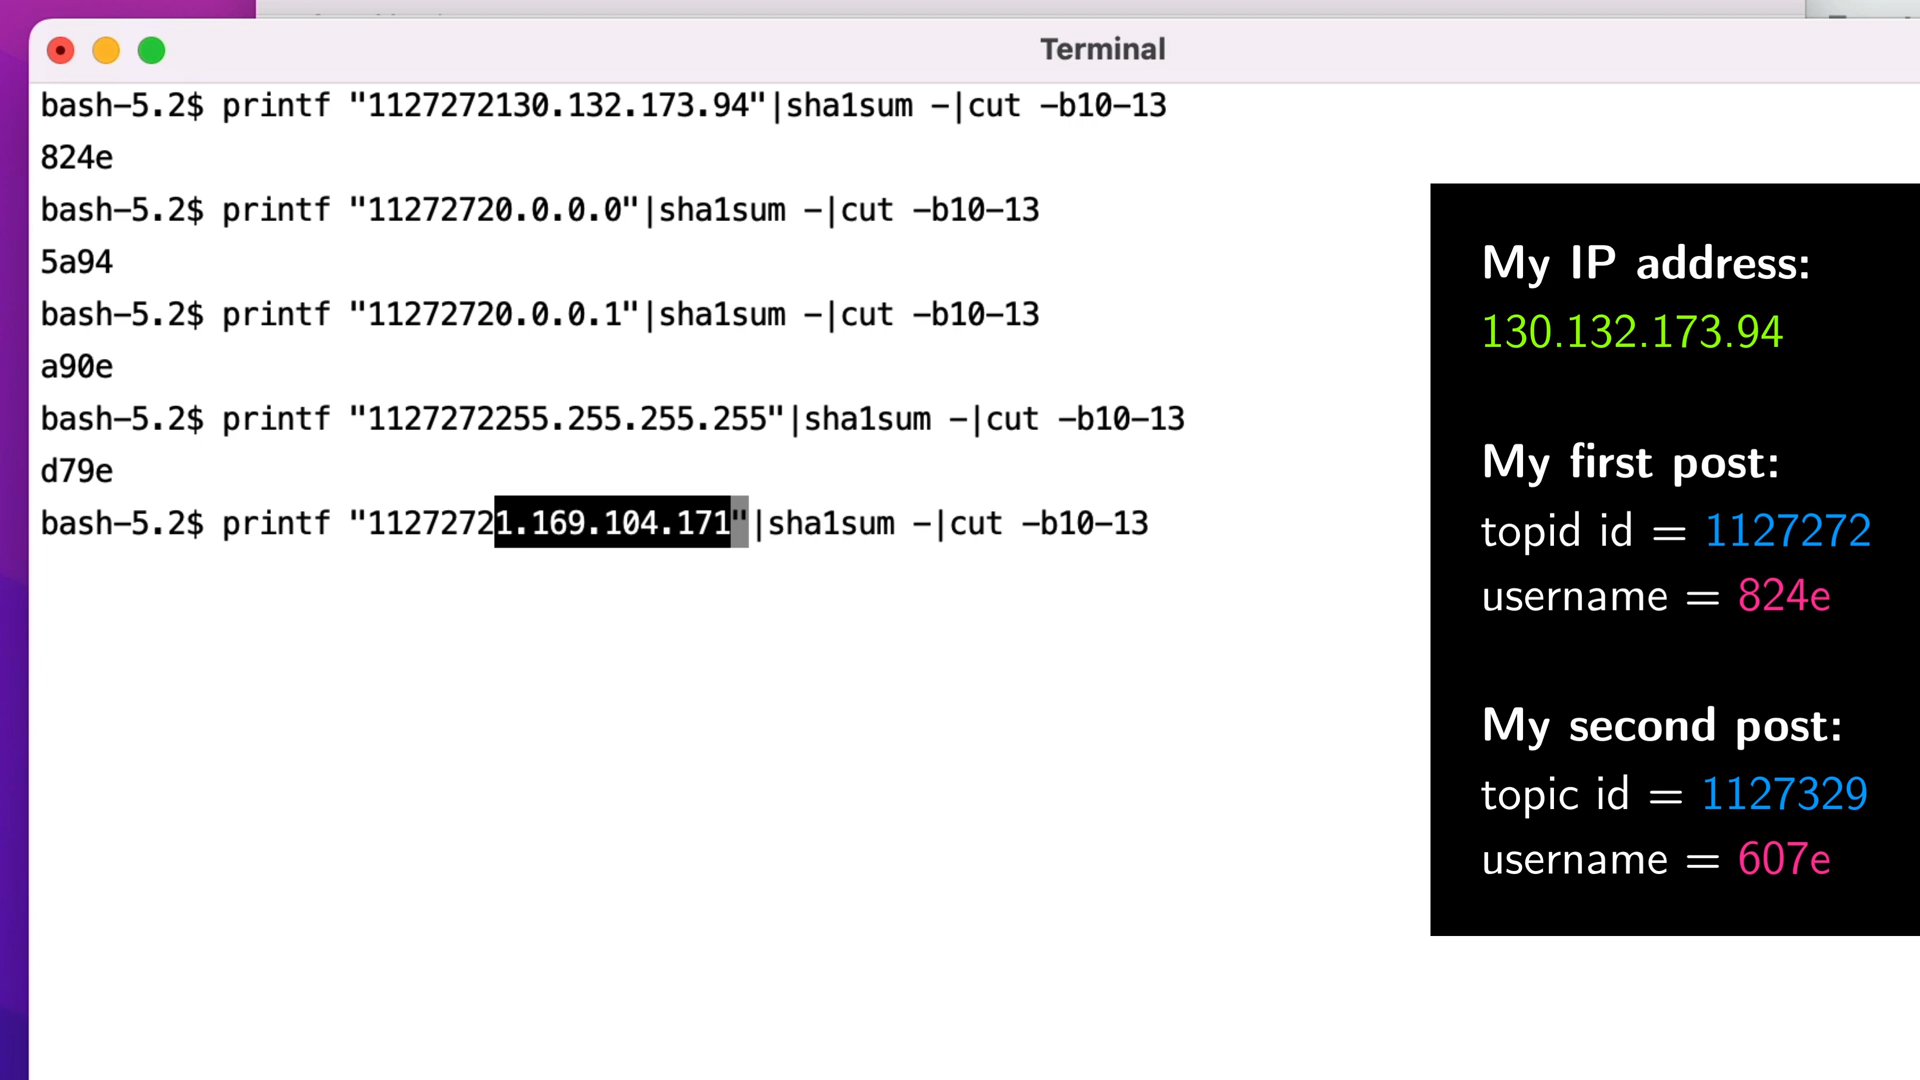 Terminal
bash-5.2$ printf "1127272130.132.173.94"|sha1sum -|cut -b10-13
824e
bash-5.2$ printf "11272720.0.0.0"|sha1sum -|cut -b10-13
5a94
bash-5.2$ printf "11272720.0.0.1"|sha1sum -|cut -b10-13
a90e
bash-5.2$ printf "1127272255.255.255.255"|sha1sum -|cut -b10-13
d79e
bash-5.2$ printf "11272721.169.104.171"|sha1sum -|cut -b10-13
My IP address:
130.132.173.94
My first post:
topid id = 1127272
username = 824e
My second post:
topic id = 1127329
username = 607e